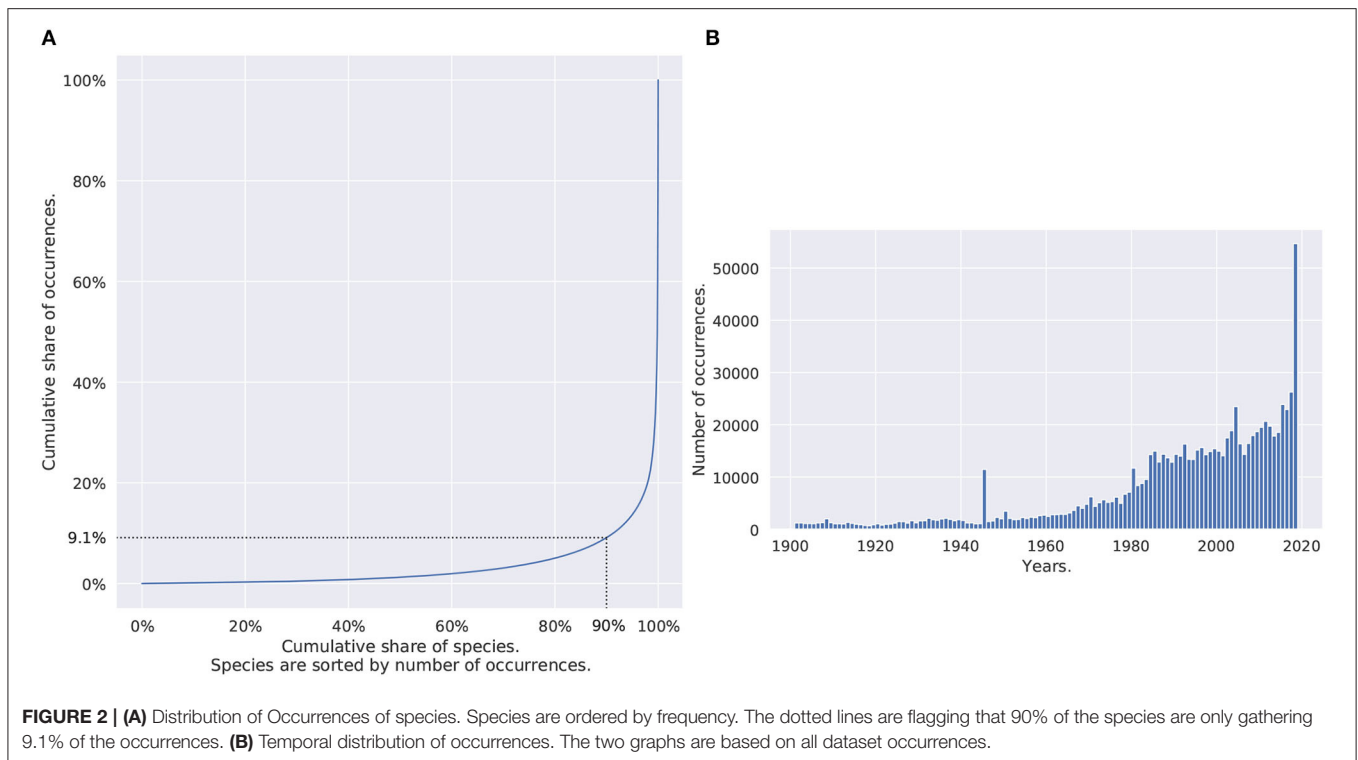 A
100%
80%
60%
40%
20%
9.1%
0%
Cumulative share of occurrences.
0% 20% 40% 60% 80% 90% 100%
Cumulative share of species.
Species are sorted by number of occurrences.
B
50000
40000
30000
20000
10000
0
Number of occurrences.
1900 1920 1940 1960 1980 2000 2020
Years.
FIGURE 2 | (A) Distribution of Occurrences of species. Species are ordered by frequency. The dotted lines are flagging that 90% of the species are only gathering
9.1% of the occurrences. (B) Temporal distribution of occurrences. The two graphs are based on all dataset occurrences.